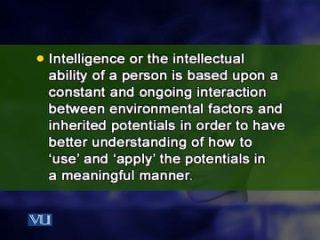 Intelligence or the intellectual
ability of a person is based upon a
constant and ongoing interaction
between environmental factors and
inherited potentials in order to have
better understanding of how to
‘use’ and ‘apply’ the potentials in
a meaningful manner.
VU